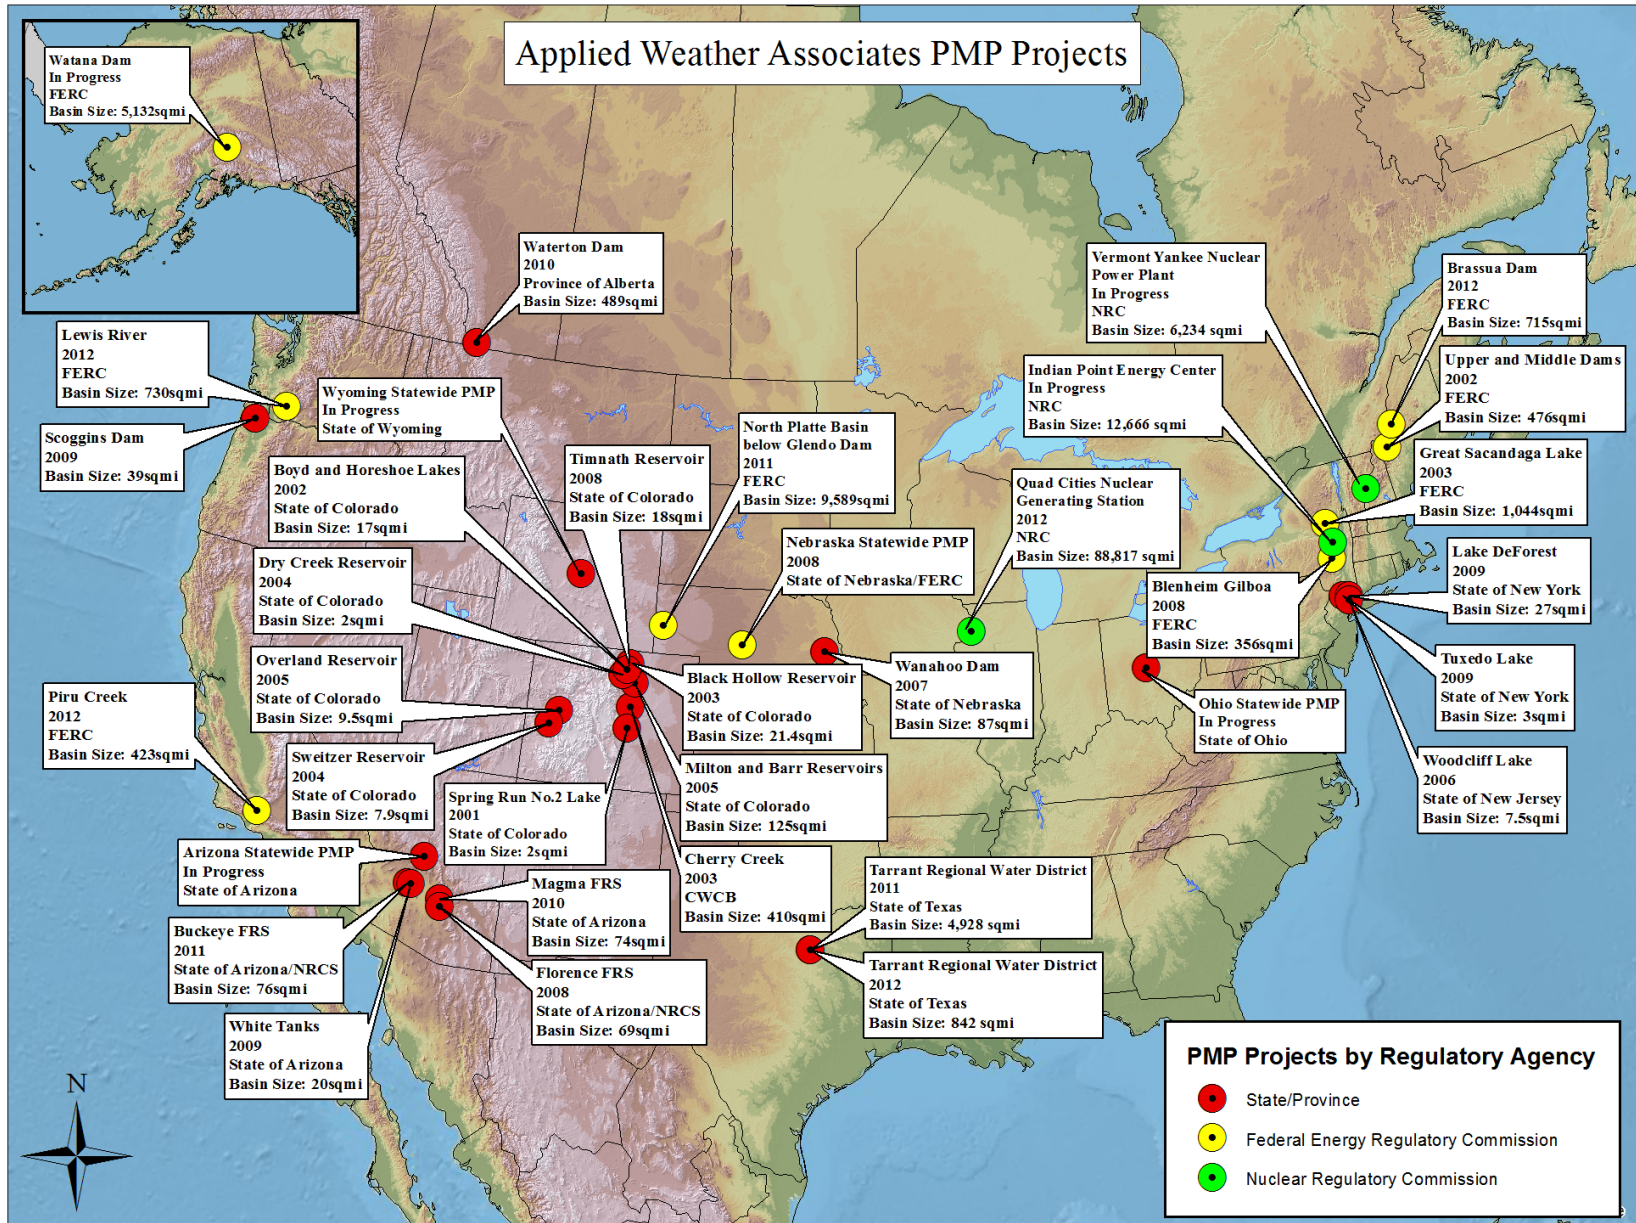 Applied Weather Associates PMP Projects
Watana Dam
In Progress
FERC
Basin Size: 5,132sqmi
Waterton Dam
2010
Province of Alberta
Basin Size: 489sqmi
Vermont Yankee Nuclear
Power Plant
In Progress
NRC
Basin Size: 6,234 sqmi
Brassua Dam
2012
FERC
Basin Size: 715sqmi
Lewis River
2012
FERC
Basin Size: 730sqmi
Upper and Middle Dams
2002
FERC
Basin Size: 476sqmi
Indian Point Energy Center
In Progress
NRC
Basin Size: 12,666 sqmi
Wyoming Statewide PMP
In Progress
State of Wyoming
Scoggins Dam
2009
Basin Size: 39sqmi
North Platte Basin
below Glendo Dam
2011
FERC
Basin Size: 9,589sqmi
Great Sacandaga Lake
2003
FERC
Basin Size: 1,044sqmi
Timnath Reservoir
2008
State of Colorado
Basin Size: 18sqmi
Boyd and Horeshoe Lakes
2002
State of Colorado
Basin Size: 17sqmi
Quad Cities Nuclear
Generating Station
2012
NRC
Basin Size: 88,817 sqmi
Nebraska Statewide PMP
2008
State of Nebraska/FERC
Lake DeForest
2009
State of New York
Basin Size: 27sqmi
Dry Creek Reservoir
2004
State of Colorado
Basin Size: 2sqmi
Blenheim Gilboa
2008
FERC
Basin Size: 356sqmi
Overland Reservoir
2005
State of Colorado
Basin Size: 9.5sqmi
Black Hollow Reservoir
2003
State of Colorado
Basin Size: 21.4sqmi
Wanahoo Dam
2007
State of Nebraska
Basin Size: 87sqmi
Tuxedo Lake
2009
State of New York
Basin Size: 3sqmi
Piru Creek
2012
FERC
Basin Size: 423sqmi
Ohio Statewide PMP
In Progress
State of Ohio
Sweitzer Reservoir
2004
State of Colorado
Basin Size: 7.9sqmi
Woodcliff Lake
2006
State of New Jersey
Basin Size: 7.5sqmi
Milton and Barr Reservoirs
2005
State of Colorado
Basin Size: 125sqmi
Spring Run No.2 Lake
2001
State of Colorado
Basin Size: 2sqmi
Arizona Statewide PMP
In Progress
State of Arizona
Cherry Creek
2003
CWCB
Basin Size: 410sqmi
Tarrant Regional Water District
2011
State of Texas
Basin Size: 4,928 sqmi
Magma FRS
2010
State of Arizona
Basin Size: 74sqmi
Buckeye FRS
2011
State of Arizona/NRCS
Basin Size: 76sqmi
Florence FRS
2008
State of Arizona/NRCS
Basin Size: 69sqmi
Tarrant Regional Water District
2012
State of Texas
Basin Size: 842 sqmi
White Tanks
2009
State of Arizona
Basin Size: 20sqmi
N
PMP Projects by Regulatory Agency
State/Province
Federal Energy Regulatory Commission
Nuclear Regulatory Commission